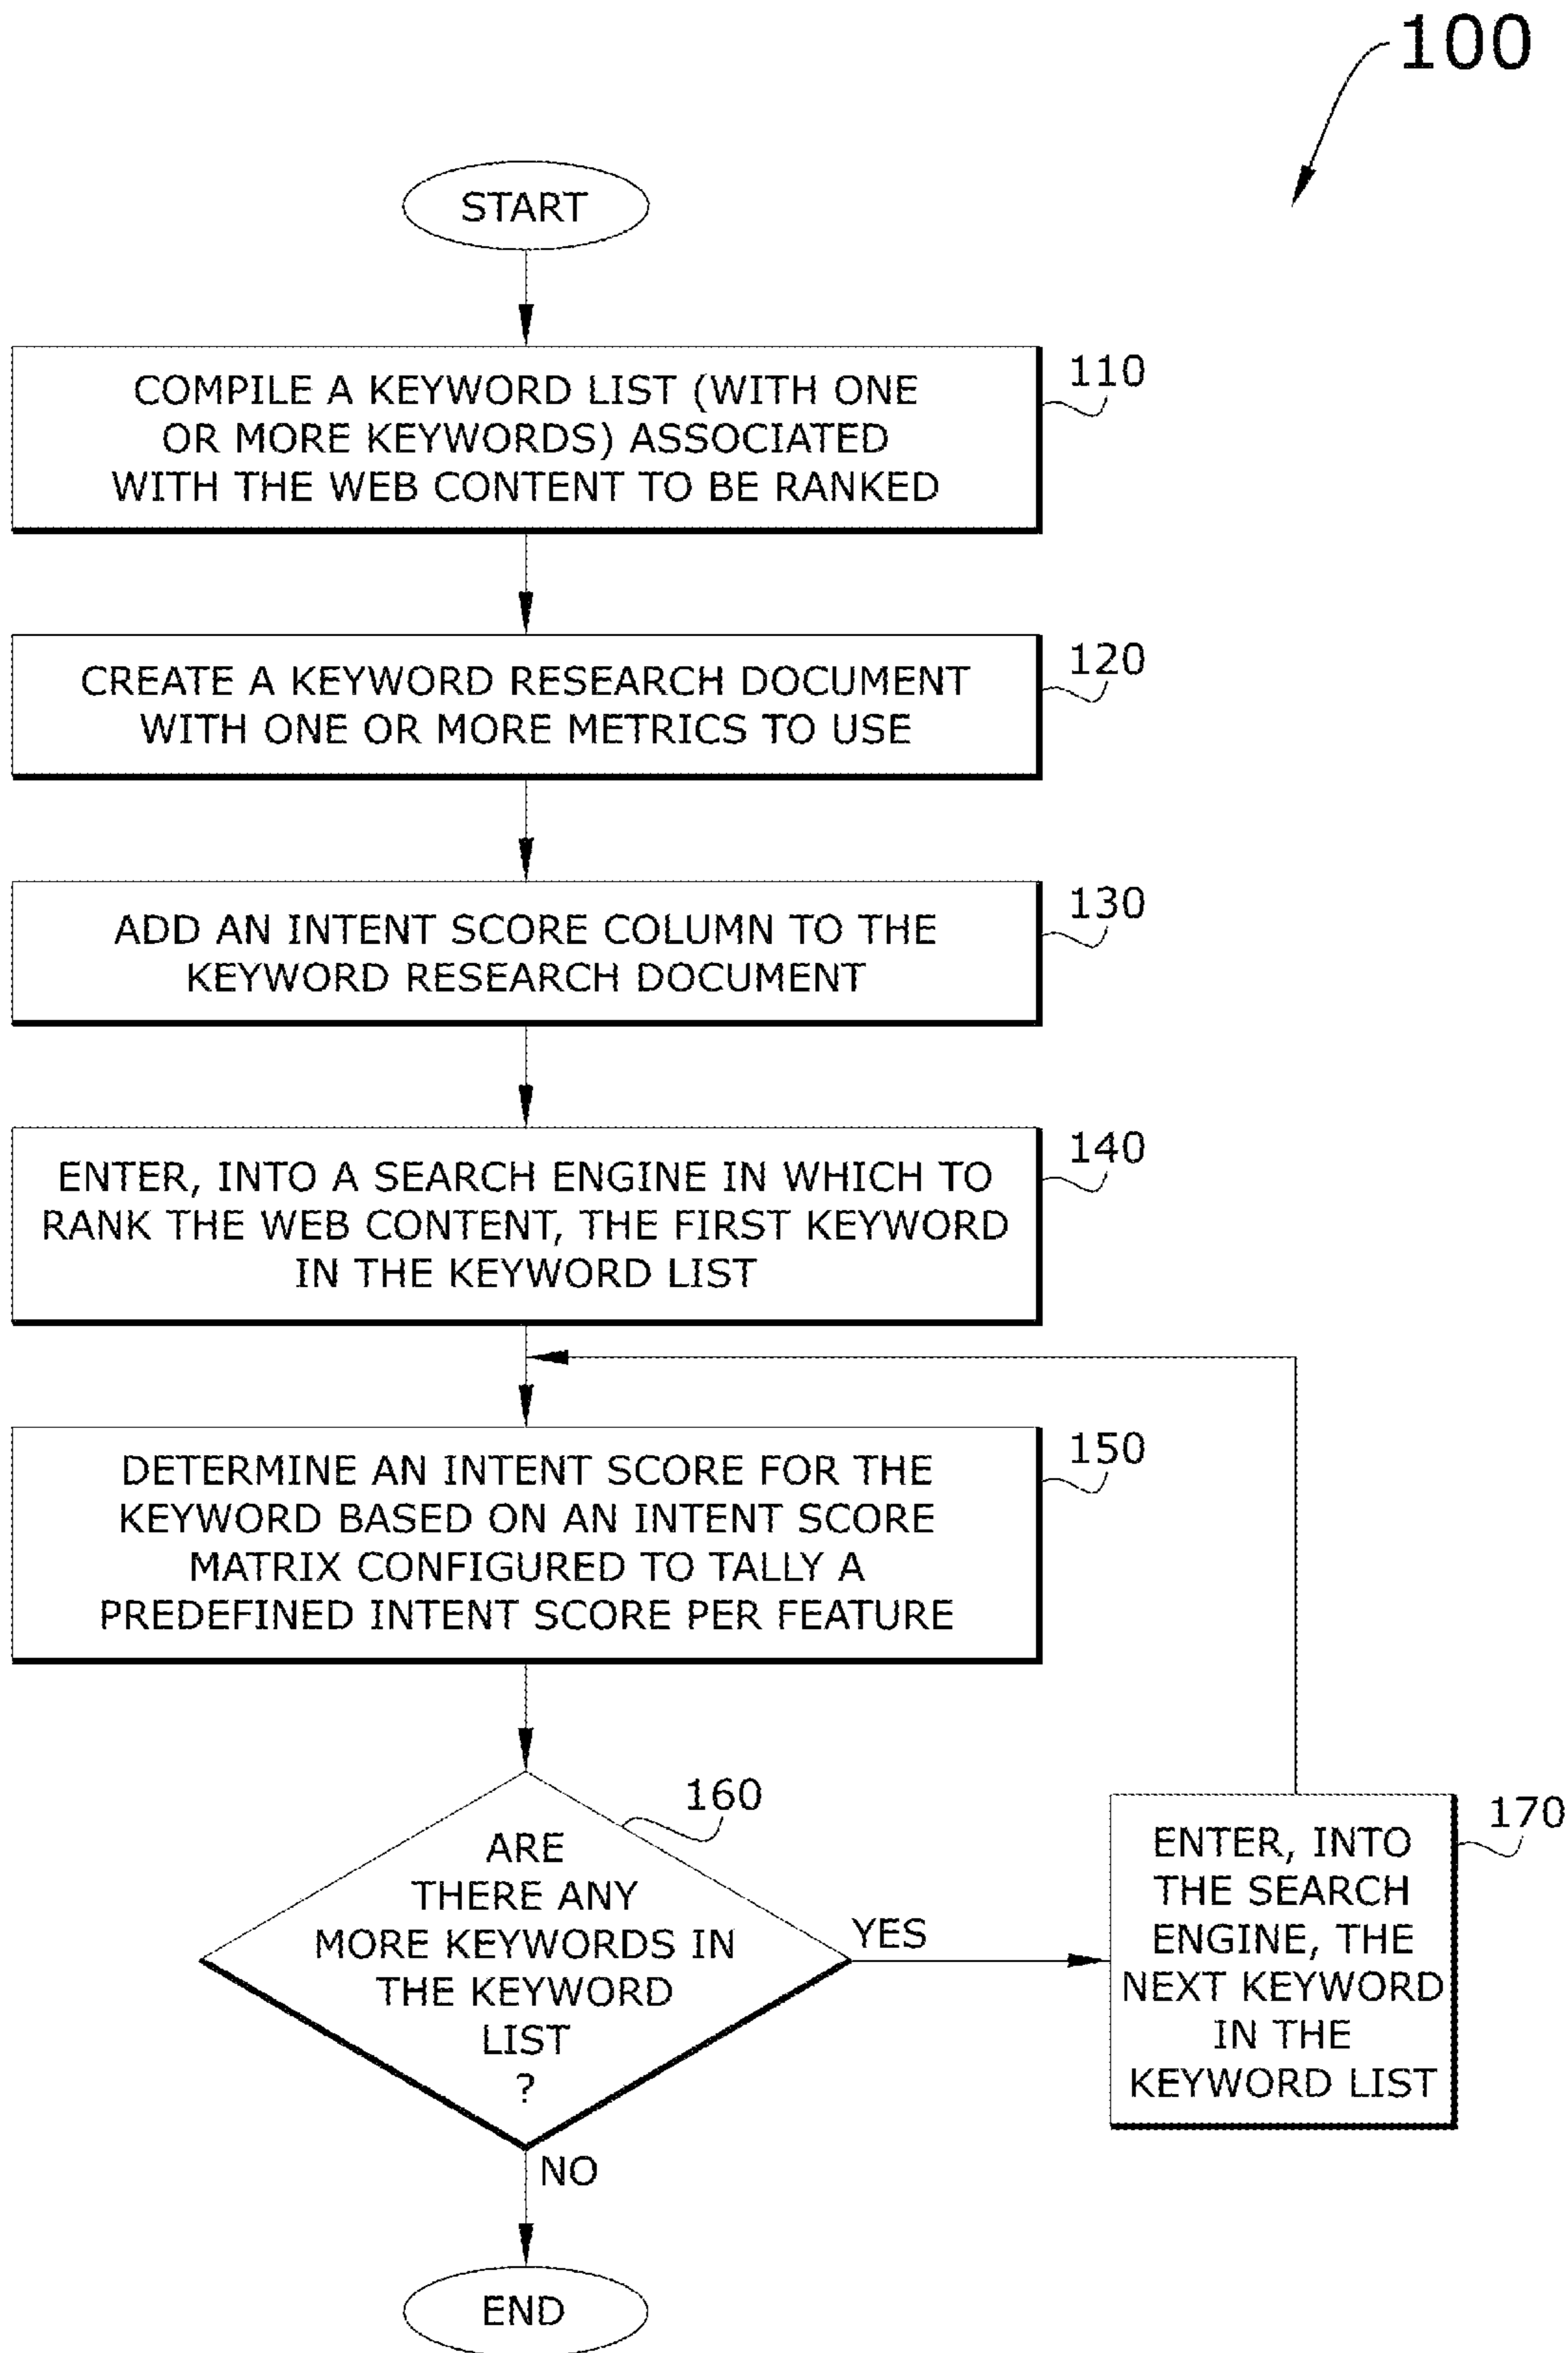 100
START
COMPILE A KEYWORD LIST (WITH ONE
OR MORE KEYWORDS) ASSOCIATED
WITH THE WEB CONTENT TO BE RANKED
110
CREATE A KEYWORD RESEARCH DOCUMENT
WITH ONE OR MORE METRICS TO USE
120
ADD AN INTENT SCORE COLUMN TO THE
KEYWORD RESEARCH DOCUMENT
130
ENTER, INTO A SEARCH ENGINE IN WHICH TO
RANK THE WEB CONTENT, THE FIRST KEYWORD
IN THE KEYWORD LIST
140
DETERMINE AN INTENT SCORE FOR THE
KEYWORD BASED ON AN INTENT SCORE
MATRIX CONFIGURED TO TALLY A
PREDEFINED INTENT SCORE PER FEATURE
150
ARE
THERE ANY
MORE KEYWORDS IN
THE KEYWORD
LIST
?
160
YES
ENTER, INTO
THE SEARCH
ENGINE, THE
NEXT KEYWORD
IN THE
KEYWORD LIST
170
NO
END